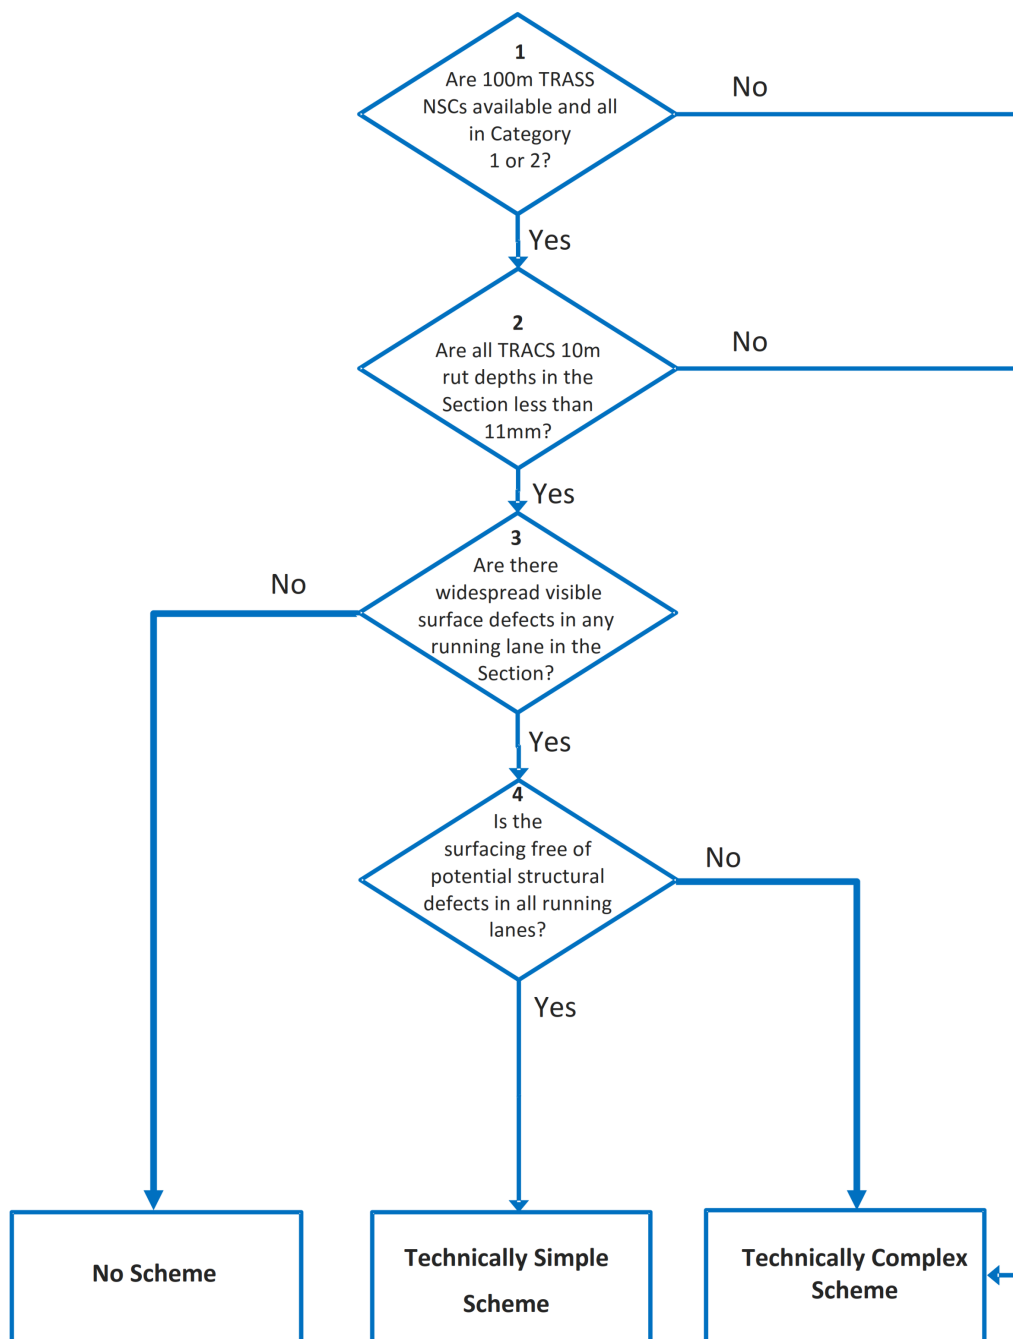 1
Are 100m TRASS
NSCs available and all
in Category
1 or 2?
No
Yes
2
Are all TRACS 10m
rut depths in the
Section less than
11mm?
No
Yes
3
Are there
widespread visible
surface defects in any
running lane in the
Section?
No
Yes
4
Is the
surfacing free of
potential structural
defects in all running
lanes?
No
Yes
No Scheme
Technically Simple
Scheme
Technically Complex
Scheme